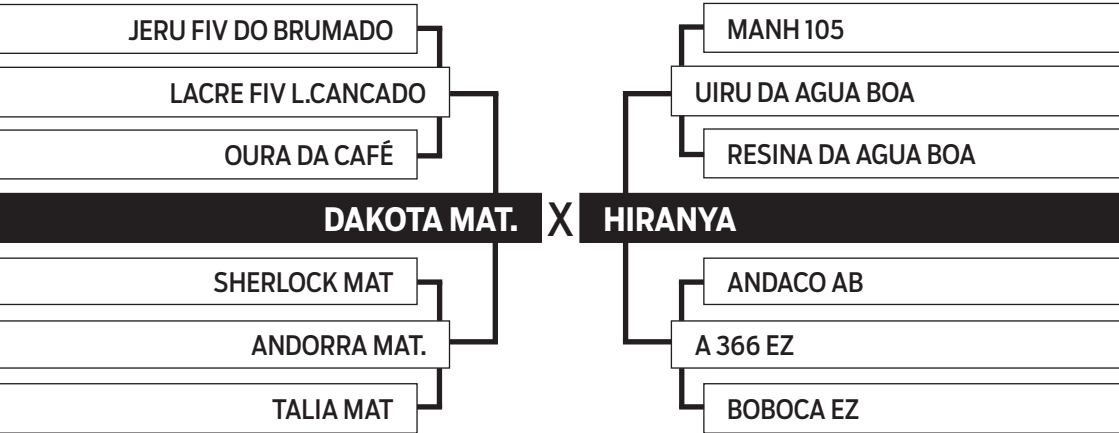 JERU FIV DO BRUMADO
LACRE FIV L.CANCADO
OURA DA CAFÉ
DAKOTA MAT. X HIRANYA
SHERLOCK MAT
ANDORRA MAT.
TALIA MAT
MANH 105
UIRU DA AGUA BOA
RESINA DA AGUA BOA
ANDACO AB
A 366 EZ
BOBOCA EZ